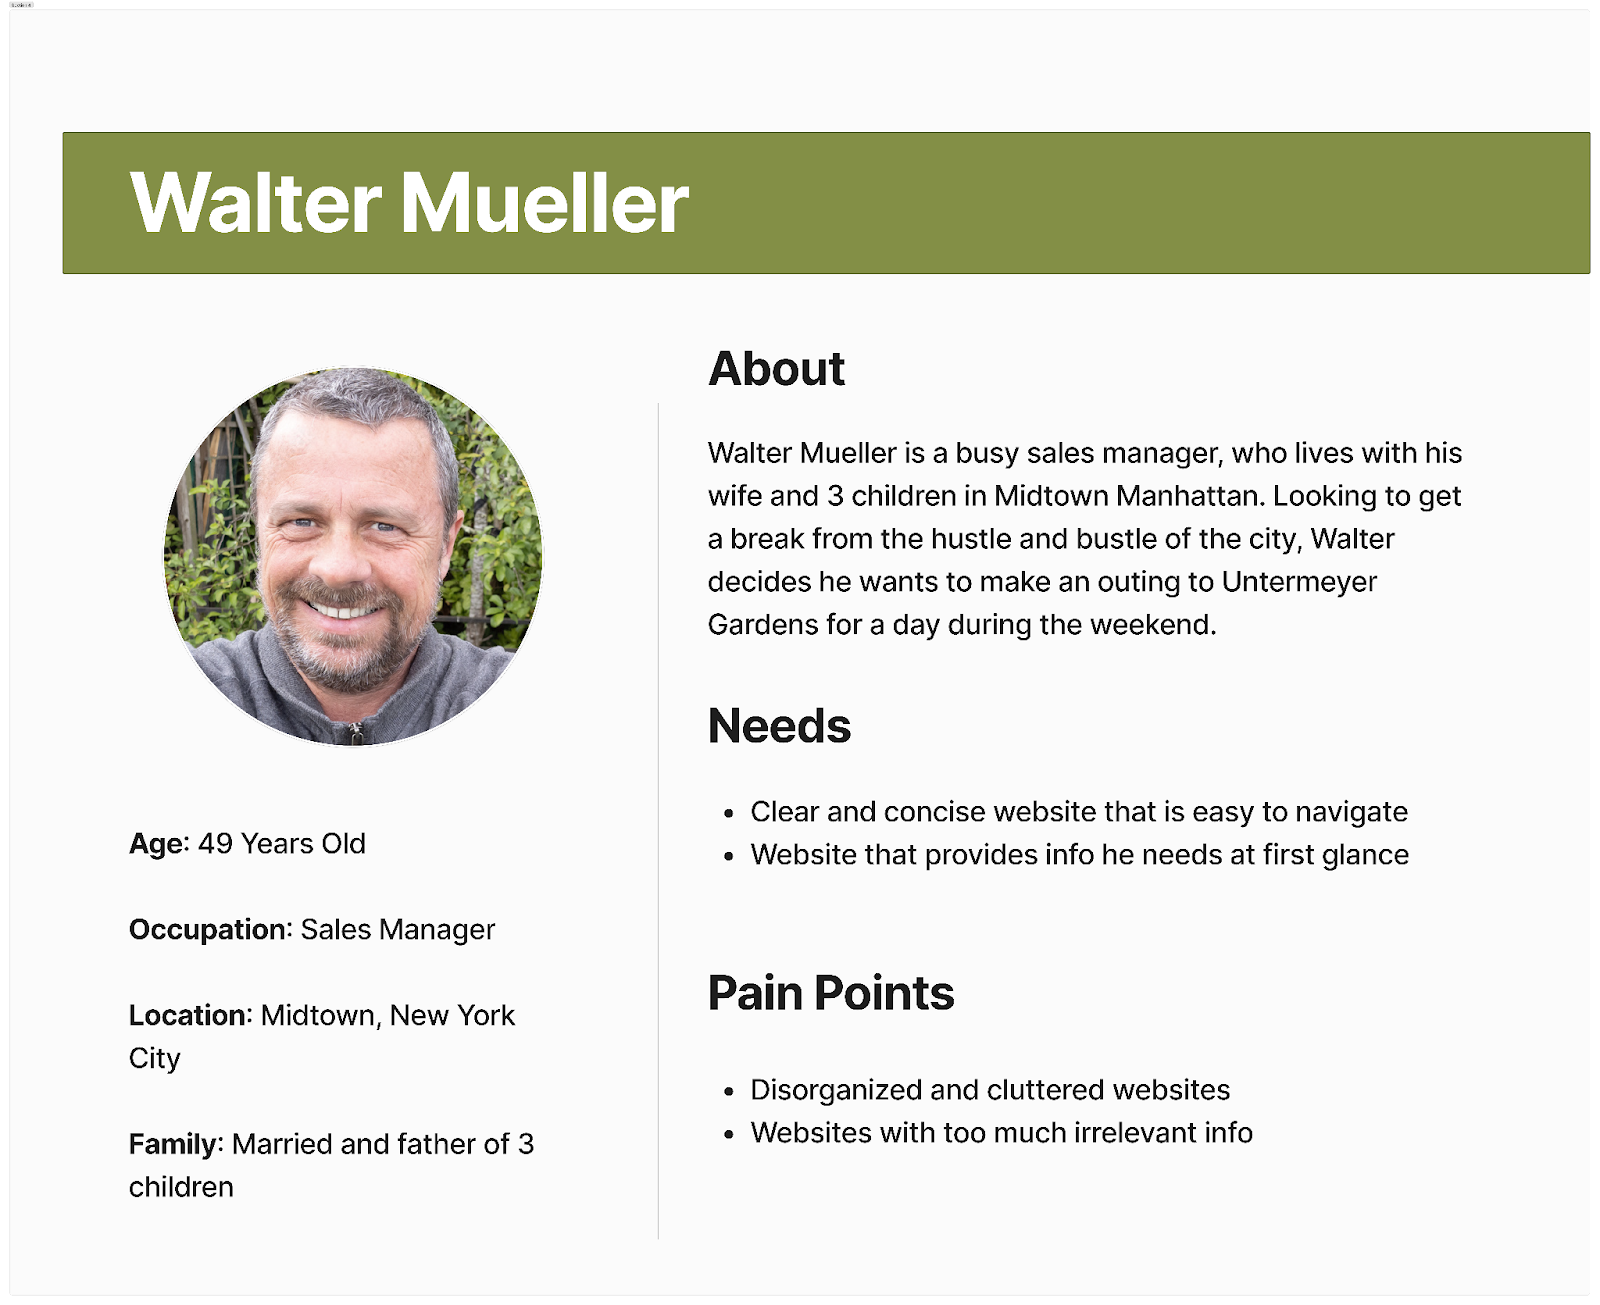 Walter Mueller
About
Walter Mueller is a busy sales manager, who lives with his
wife and 3 children in Midtown Manhattan. Looking to get
a break from the hustle and bustle of the city, Walter
decides he wants to make an outing to Untermeyer
Gardens for a day during the weekend.
Needs
• Clear and concise website that is easy to navigate
• Website that provides info he needs at first glance
Pain Points
• Disorganized and cluttered websites
• Websites with too much irrelevant info
Age: 49 Years Old
Occupation: Sales Manager
Location: Midtown, New York
City
Family: Married and father of 3
children